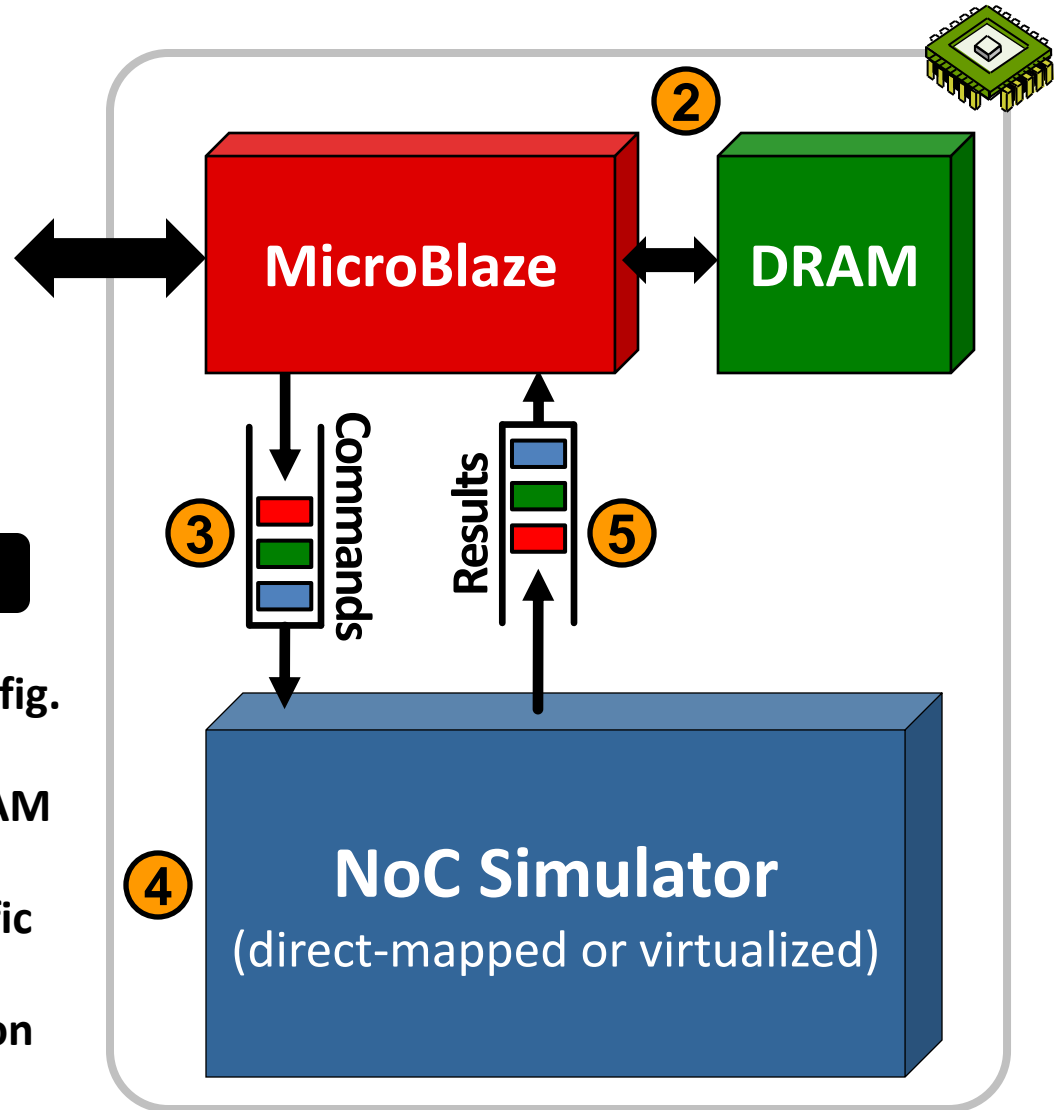 2
MicroBlaze
DRAM
Commands
Results
3
5
fig.
AM
4
fic
on
NoC Simulator
(direct-mapped or virtualized)